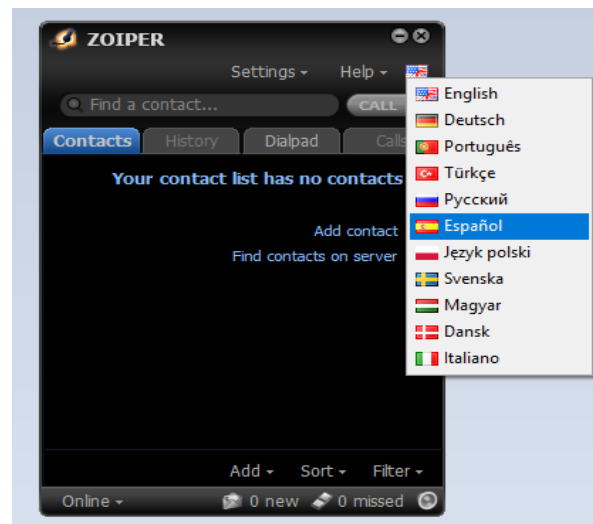 ZOIPER
Settings Help
Find a contact... CALL
Contacts History Dialpad Calls
Your contact list has no contacts
Add contact
Find contacts on server
Add Sort Filter
Online 0 new 0 missed
English
Deutsch
Português
Türkçe
Русский
Español
Język polski
Svenska
Magyar
Dansk
Italiano